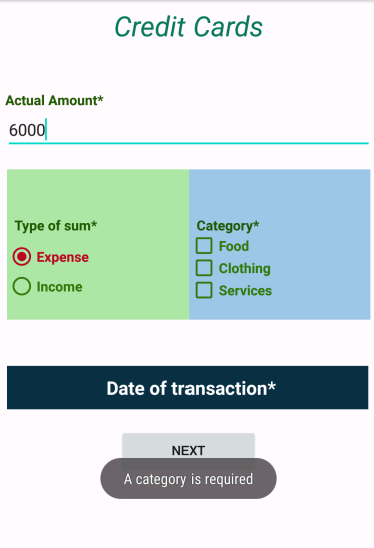 Credit Cards
Actual Amount*
6000
Type of sum*
Expense
Income
Category*
Food
Clothing
Services
Date of transaction*
NEXT
A category is required